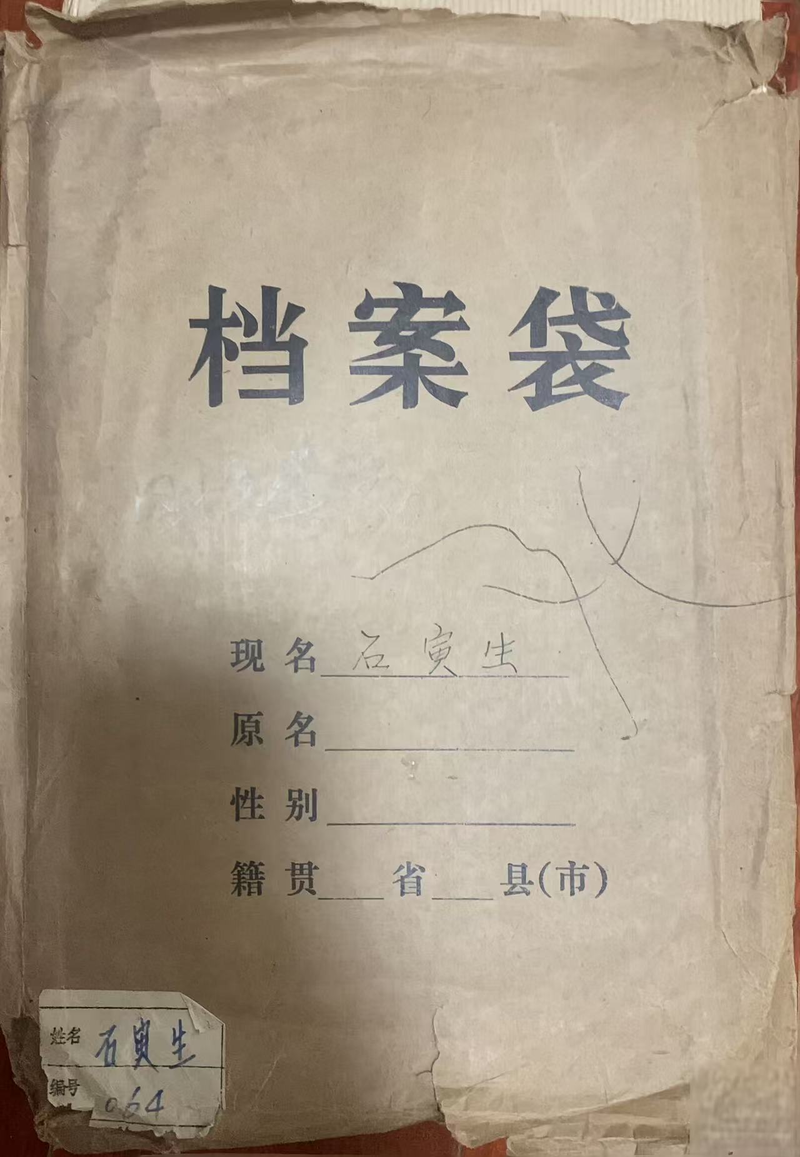 档案袋
现名 石寅生
原名
性别
籍贯 省 县(市)
姓名 石寅生
编号 064